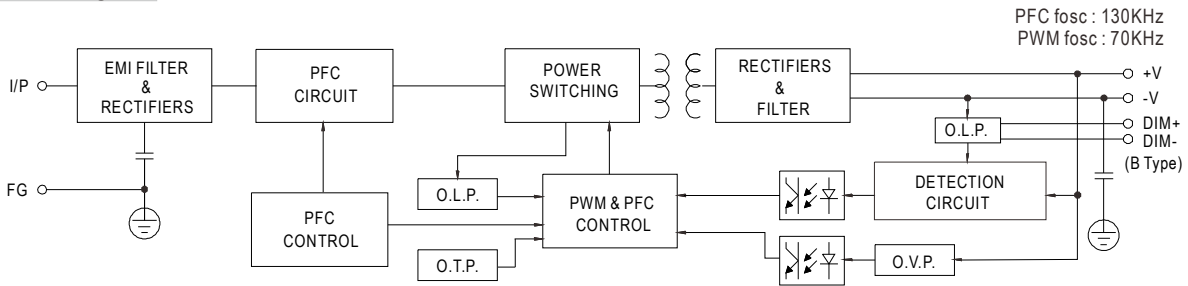 PFC fosc : 130KHz
PWM fosc : 70KHz
I/P
EMI FILTER
&
RECTIFIERS
PFC
CIRCUIT
POWER
SWITCHING
RECTIFIERS
&
FILTER
+V
-V
DIM+
DIM-
(B Type)
O.L.P.
FG
O.L.P.
PFC
CONTROL
PWM & PFC
CONTROL
DETECTION
CIRCUIT
O.T.P.
O.V.P.